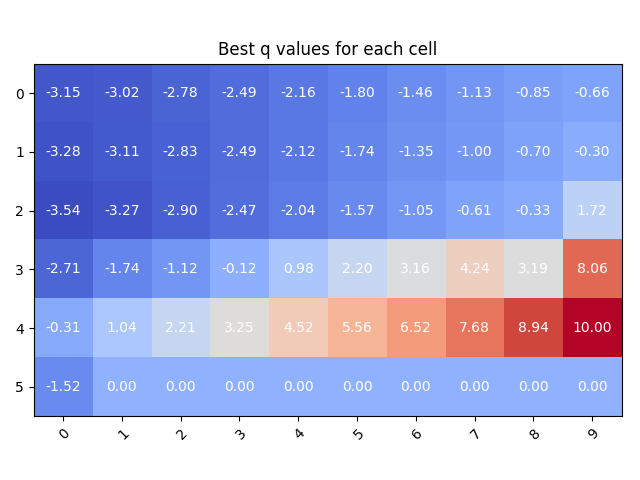 Best q values for each cell
0 -3.15 -3.02 -2.78 -2.49 -2.16 -1.80 -1.46 -1.13 -0.85 -0.66
1 -3.28 -3.11 -2.83 -2.49 -2.12 -1.74 -1.35 -1.00 -0.70 -0.30
2 -3.54 -3.27 -2.90 -2.47 -2.04 -1.57 -1.05 -0.61 -0.33 1.72
3 -2.71 -1.74 -1.12 -0.12 0.98 2.20 3.16 4.24 3.19 8.06
4 -0.31 1.04 2.21 3.25 4.52 5.56 6.52 7.68 8.94 10.00
5 -1.52 0.00 0.00 0.00 0.00 0.00 0.00 0.00 0.00 0.00
0 1 2 3 4 5 6 7 8 9